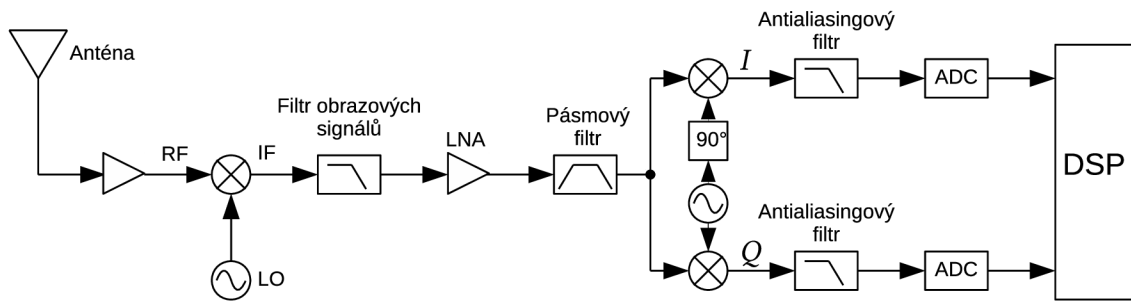 Anténa
RF
IF
LO
Filtr obrazových
signálů
LNA
Pásmový
filtr
I
90°
Q
Antialiasingový
filtr
ADC
Antialiasingový
filtr
ADC
DSP